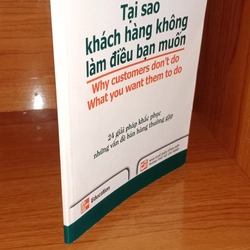 Tại sao
khách hàng không
làm điều bạn muốn
Why customers don't do
What you want them to do
24 giải pháp khắc phục
những vấn đề bán hàng thường gặp
Education